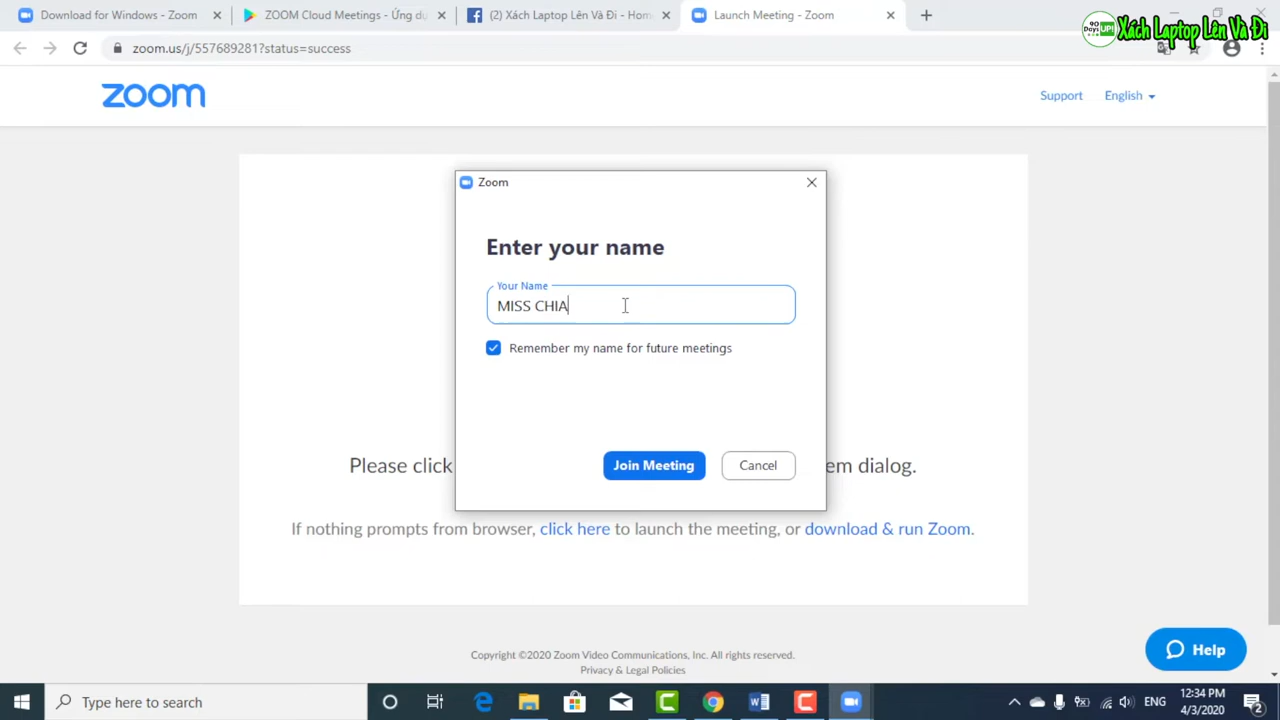 Download for Windows - Zoom
ZOOM Cloud Meetings - Ứng dụ
(2) Xách Laptop Lên Và Đi - Hom
Launch Meeting - Zoom
90 Days UP!
Xách Laptop Lên Và Đi
zoom.us/j/557689281?status=success
zoom
Support
English
Zoom
Enter your name
Your Name
MISS CHIA
Remember my name for future meetings
Join Meeting
Cancel
Please click
em dialog.
If nothing prompts from browser, click here to launch the meeting, or download & run Zoom.
Copyright ©2020 Zoom Video Communications, Inc. All rights reserved.
Privacy & Legal Policies
Help
Type here to search
ENG
12:34 PM
4/3/2020
2